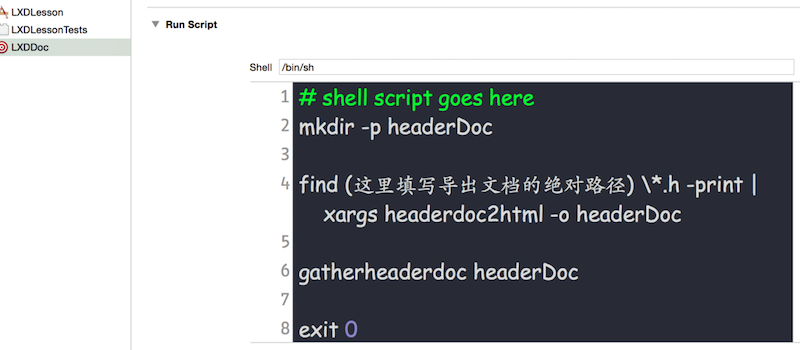 LXDLesson
LXDLessonTests
LXDDoc
Run Script
Shell /bin/sh
1 # shell script goes here
2 mkdir -p headerDoc
3
4 find (这里填写导出文档的绝对路径) \*.h -print |
xargs headerdoc2html -o headerDoc
5
6 gatherheaderdoc headerDoc
7
8 exit 0